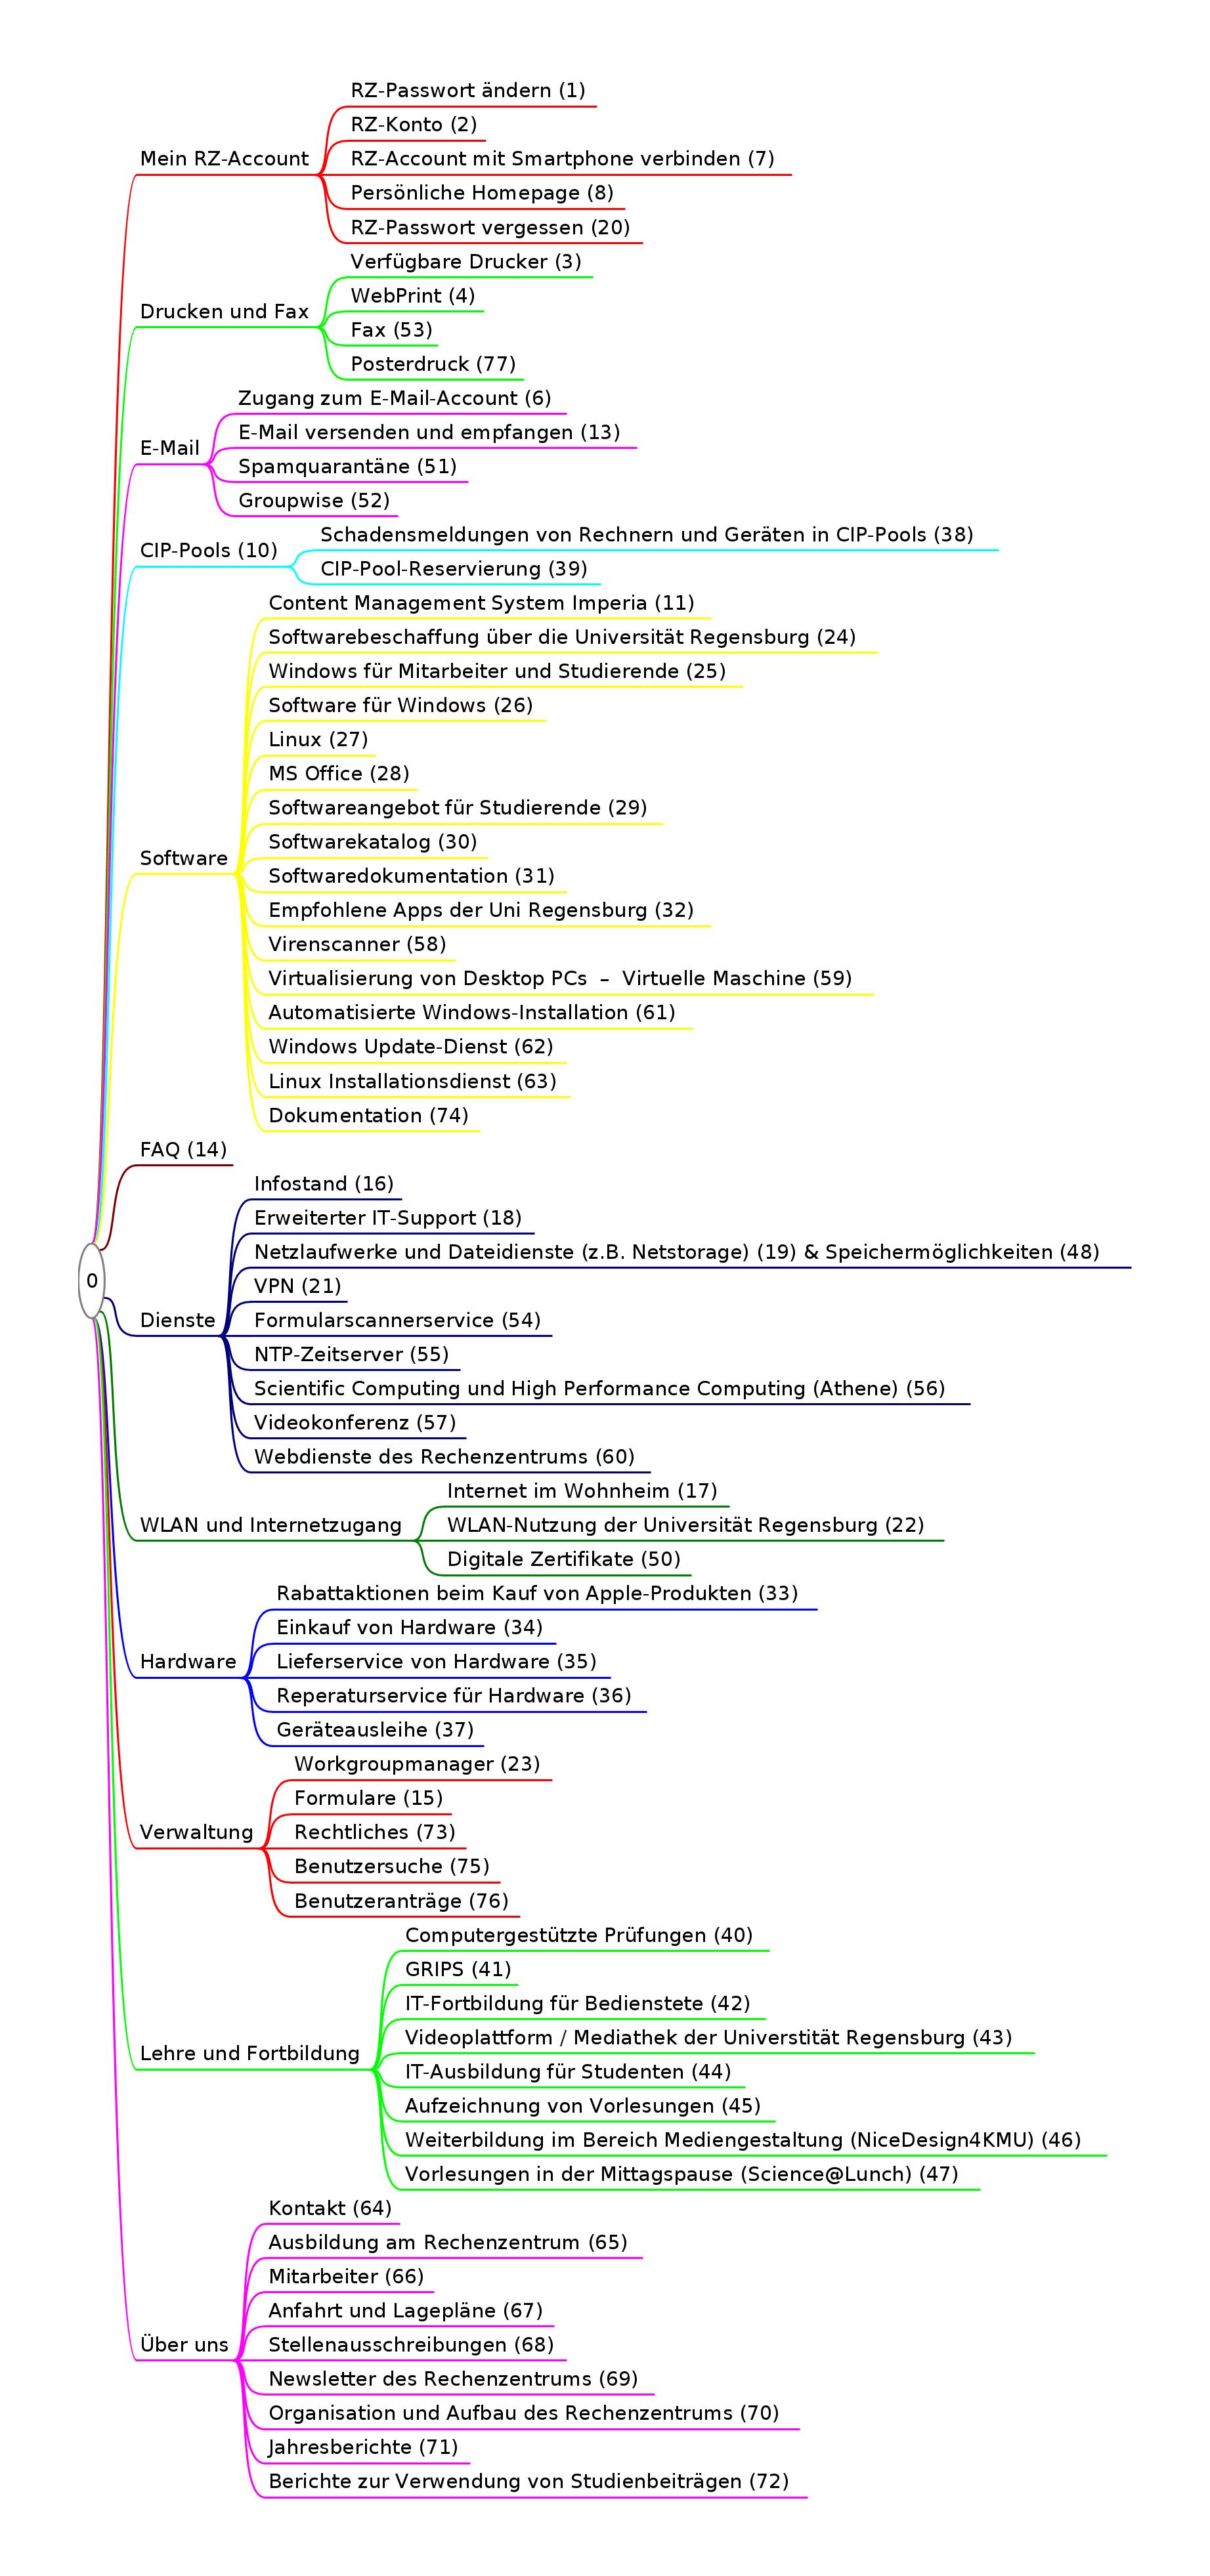 Mein RZ-Account
RZ-Passwort ändern (1)
RZ-Konto (2)
RZ-Account mit Smartphone verbinden (7)
Persönliche Homepage (8)
RZ-Passwort vergessen (20)
Drucken und Fax
Verfügbare Drucker (3)
WebPrint (4)
Fax (53)
Posterdruck (77)
E-Mail
Zugang zum E-Mail-Account (6)
E-Mail versenden und empfangen (13)
Spamquarantäne (51)
Groupwise (52)
CIP-Pools (10)
Schadensmeldungen von Rechnern und Geräten in CIP-Pools (38)
CIP-Pool-Reservierung (39)
Software
Content Management System Imperia (11)
Softwarebeschaffung über die Universität Regensburg (24)
Windows für Mitarbeiter und Studierende (25)
Software für Windows (26)
Linux (27)
MS Office (28)
Softwareangebot für Studierende (29)
Softwarekatalog (30)
Softwaredokumentation (31)
Empfohlene Apps der Uni Regensburg (32)
Virenscanner (58)
Virtualisierung von Desktop PCs – Virtuelle Maschine (59)
Automatisierte Windows-Installation (61)
Windows Update-Dienst (62)
Linux Installationsdienst (63)
Dokumentation (74)
FAQ (14)
0
Dienste
Infostand (16)
Erweiterter IT-Support (18)
Netzlaufwerke und Dateidienste (z.B. Netstorage) (19) & Speichermöglichkeiten (48)
VPN (21)
Formularscannerservice (54)
NTP-Zeitserver (55)
Scientific Computing und High Performance Computing (Athene) (56)
Videokonferenz (57)
Webdienste des Rechenzentrums (60)
WLAN und Internetzugang
Internet im Wohnheim (17)
WLAN-Nutzung der Universität Regensburg (22)
Digitale Zertifikate (50)
Hardware
Rabattaktionen beim Kauf von Apple-Produkten (33)
Einkauf von Hardware (34)
Lieferservice von Hardware (35)
Reperaturservice für Hardware (36)
Geräteausleihe (37)
Verwaltung
Workgroupmanager (23)
Formulare (15)
Rechtliches (73)
Benutzersuche (75)
Benutzeranträge (76)
Lehre und Fortbildung
Computergestützte Prüfungen (40)
GRIPS (41)
IT-Fortbildung für Bedienstete (42)
Videoplattform / Mediathek der Universtität Regensburg (43)
IT-Ausbildung für Studenten (44)
Aufzeichnung von Vorlesungen (45)
Weiterbildung im Bereich Mediengestaltung (NiceDesign4KMU) (46)
Vorlesungen in der Mittagspause (Science@Lunch) (47)
Über uns
Kontakt (64)
Ausbildung am Rechenzentrum (65)
Mitarbeiter (66)
Anfahrt und Lagepläne (67)
Stellenausschreibungen (68)
Newsletter des Rechenzentrums (69)
Organisation und Aufbau des Rechenzentrums (70)
Jahresberichte (71)
Berichte zur Verwendung von Studienbeiträgen (72)